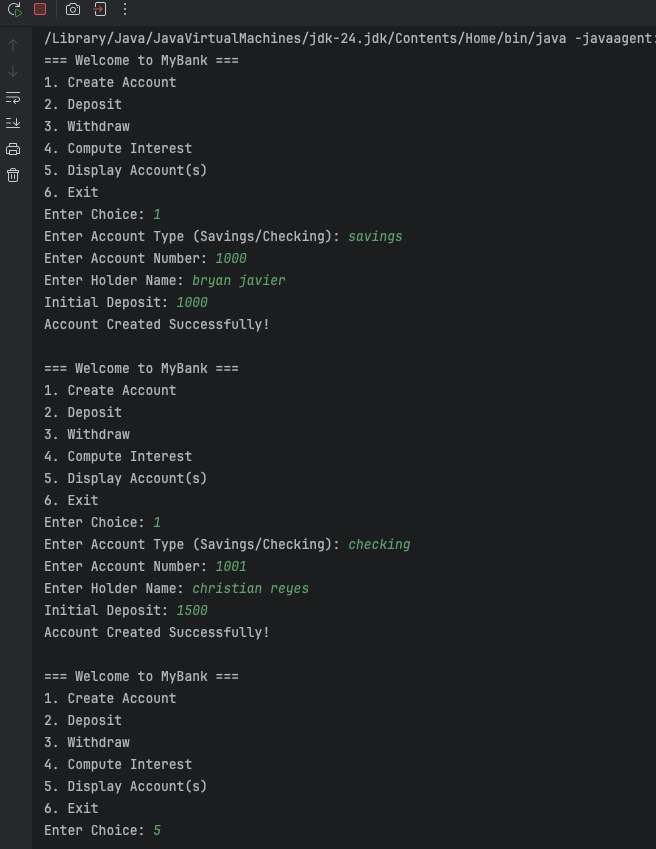 /Library/Java/JavaVirtualMachines/jdk-24.jdk/Contents/Home/bin/java -javaagent:
=== Welcome to MyBank ===
1. Create Account
2. Deposit
3. Withdraw
4. Compute Interest
5. Display Account(s)
6. Exit
Enter Choice: 1
Enter Account Type (Savings/Checking): savings
Enter Account Number: 1000
Enter Holder Name: bryan javier
Initial Deposit: 1000
Account Created Successfully!
=== Welcome to MyBank ===
1. Create Account
2. Deposit
3. Withdraw
4. Compute Interest
5. Display Account(s)
6. Exit
Enter Choice: 1
Enter Account Type (Savings/Checking): checking
Enter Account Number: 1001
Enter Holder Name: christian reyes
Initial Deposit: 1500
Account Created Successfully!
=== Welcome to MyBank ===
1. Create Account
2. Deposit
3. Withdraw
4. Compute Interest
5. Display Account(s)
6. Exit
Enter Choice: 5